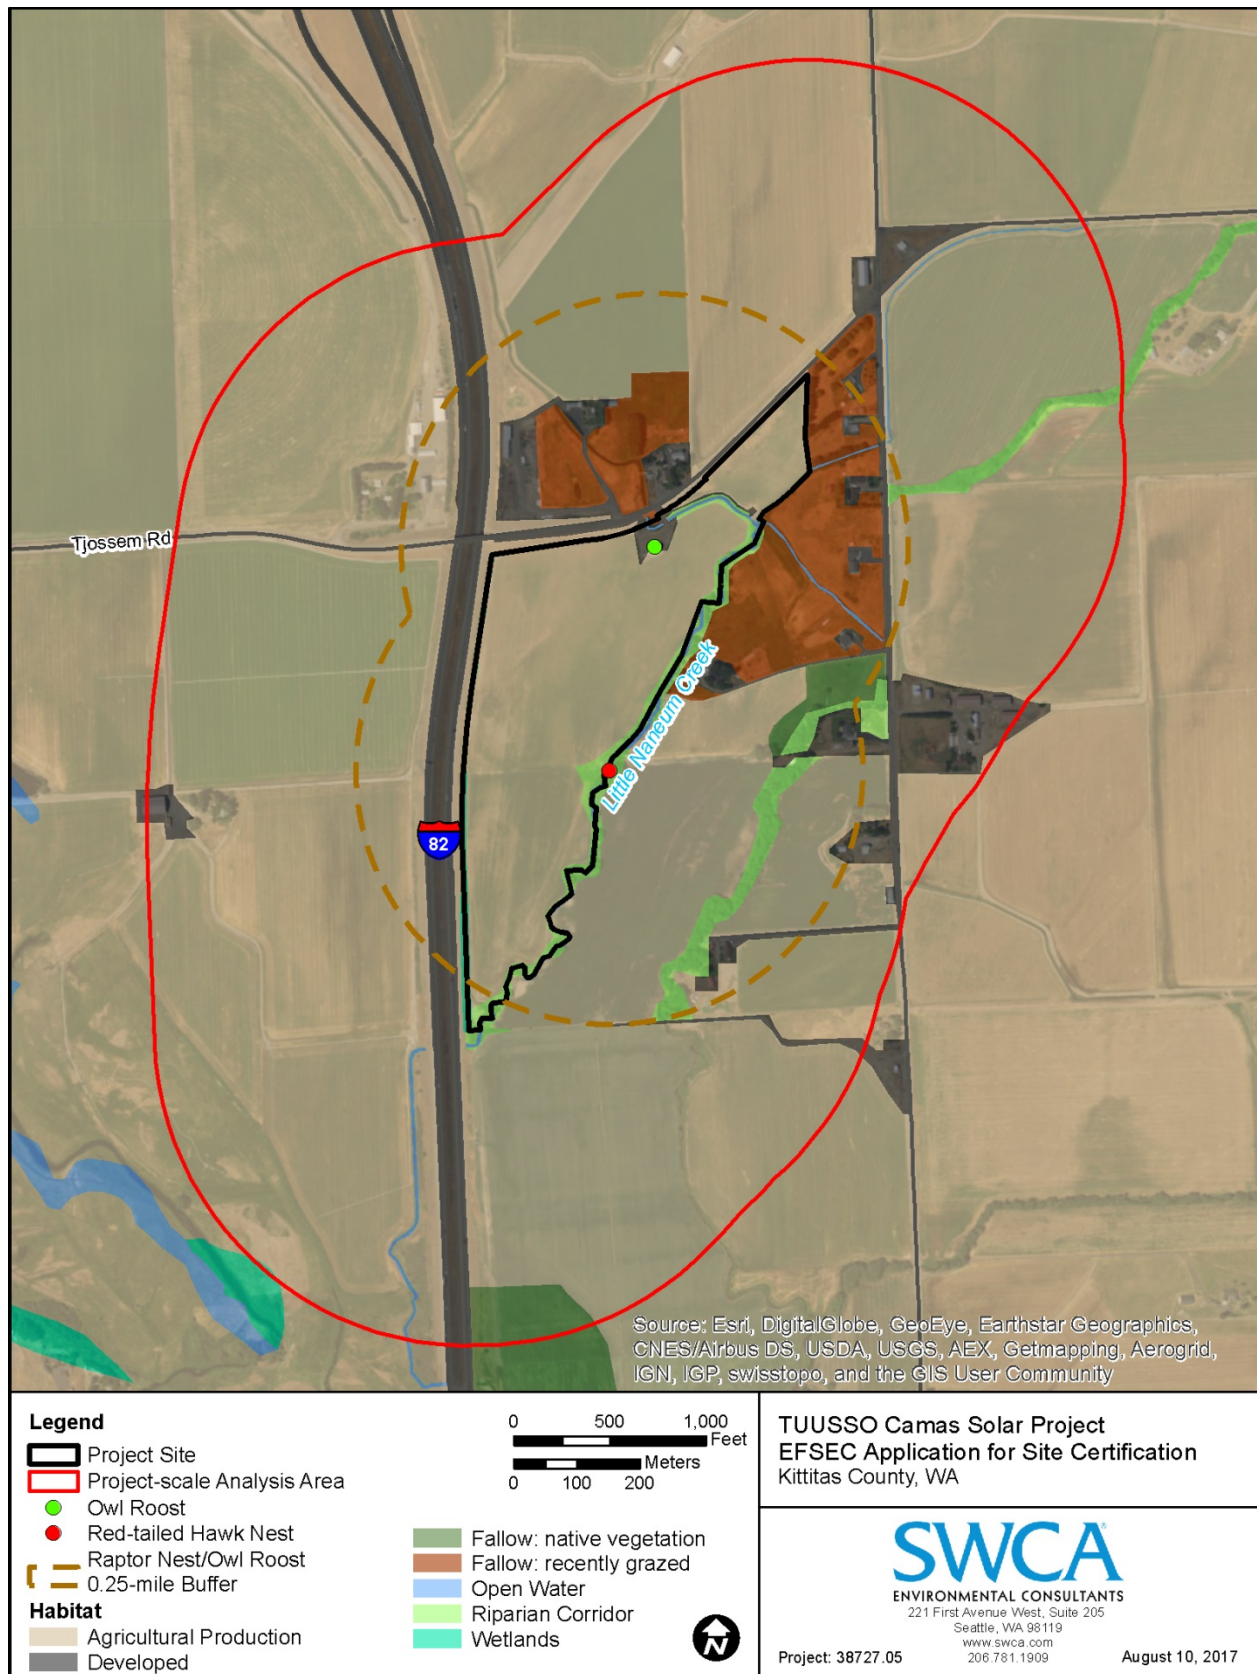 Tjossem Rd
Little Naneum Creek
82
Source: Esri, DigitalGlobe, GeoEye, Earthstar Geographics,
CNES/Airbus DS, USDA, USGS, AEX, Getmapping, Aerogrid,
IGN, IGP, swisstopo, and the GIS User Community
Legend
Project Site
Project-scale Analysis Area
Owl Roost
Red-tailed Hawk Nest
Raptor Nest/Owl Roost
0.25-mile Buffer
Habitat
Agricultural Production
Developed
Fallow: native vegetation
Fallow: recently grazed
Open Water
Riparian Corridor
Wetlands
0 500 1,000
Feet
Meters
0 100 200
N
TUUSSO Camas Solar Project
EFSEC Application for Site Certification
Kittitas County, WA
SWCA
ENVIRONMENTAL CONSULTANTS
221 First Avenue West, Suite 205
Seattle, WA 98119
www.swca.com
206.781.1909
Project: 38727.05
August 10, 2017